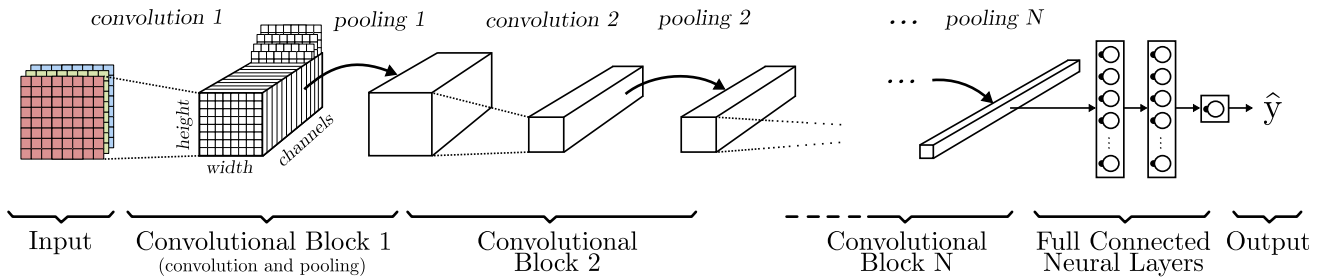 convolution 1
pooling 1
convolution 2
pooling 2
...
pooling N
height
width
channels
...
ŷ
Input
Convolutional Block 1
(convolution and pooling)
Convolutional
Block 2
Convolutional
Block N
Full Connected
Neural Layers
Output